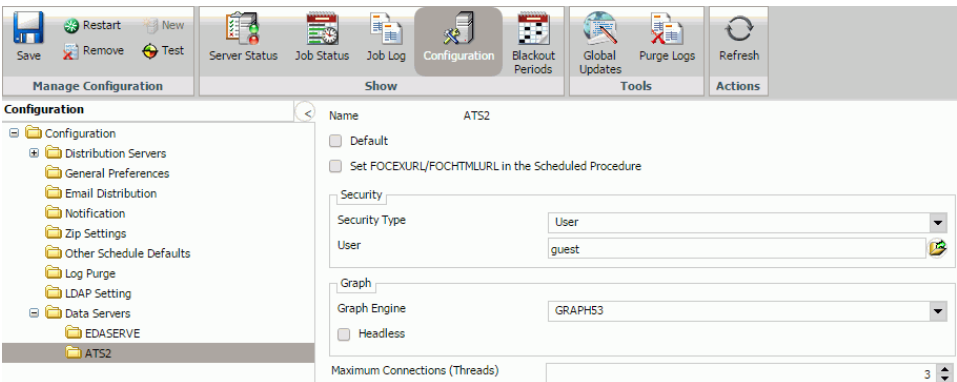 Save
Restart
New
Remove
Test
Manage Configuration
Server Status
Job Status
Job Log
Configuration
Blackout
Periods
Show
Global
Updates
Purge Logs
Tools
Refresh
Actions
Configuration
Configuration
Distribution Servers
General Preferences
Email Distribution
Notification
Zip Settings
Other Schedule Defaults
Log Purge
LDAP Setting
Data Servers
EDASERVE
ATS2
Name ATS2
Default
Set FOCEXURL/FOCHTMLURL in the Scheduled Procedure
Security
Security Type User
User guest
Graph
Graph Engine GRAPH53
Headless
Maximum Connections (Threads) 3